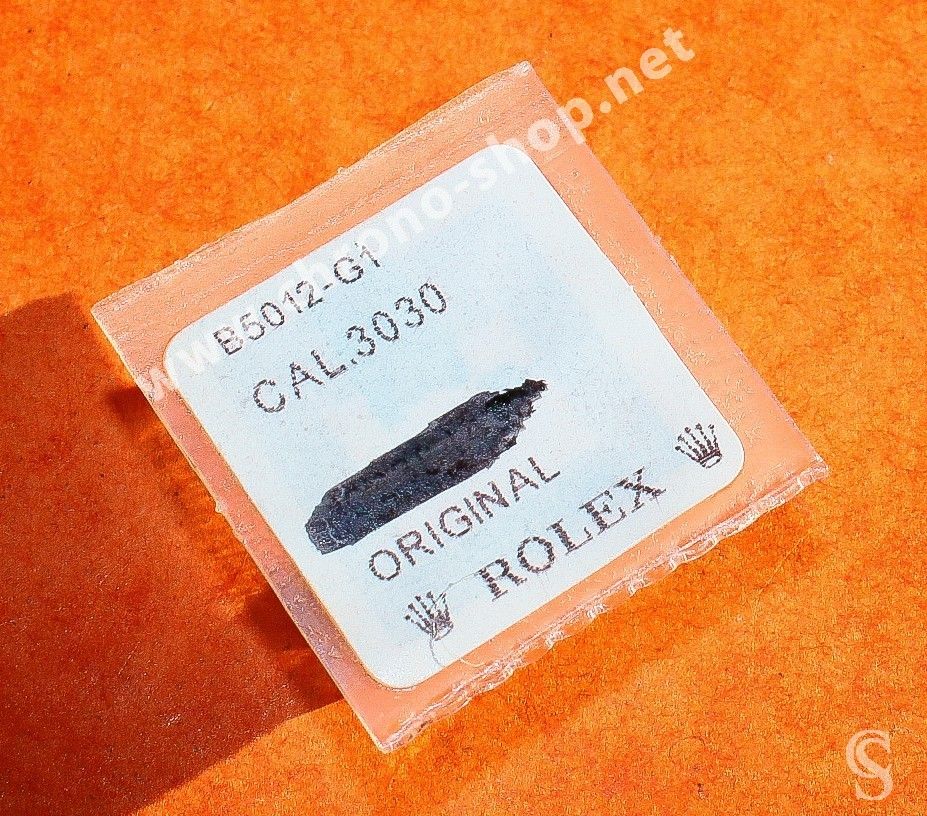 www.chrono-shop.net
B5012-G1
CAL.3030
ORIGINAL
ROLEX